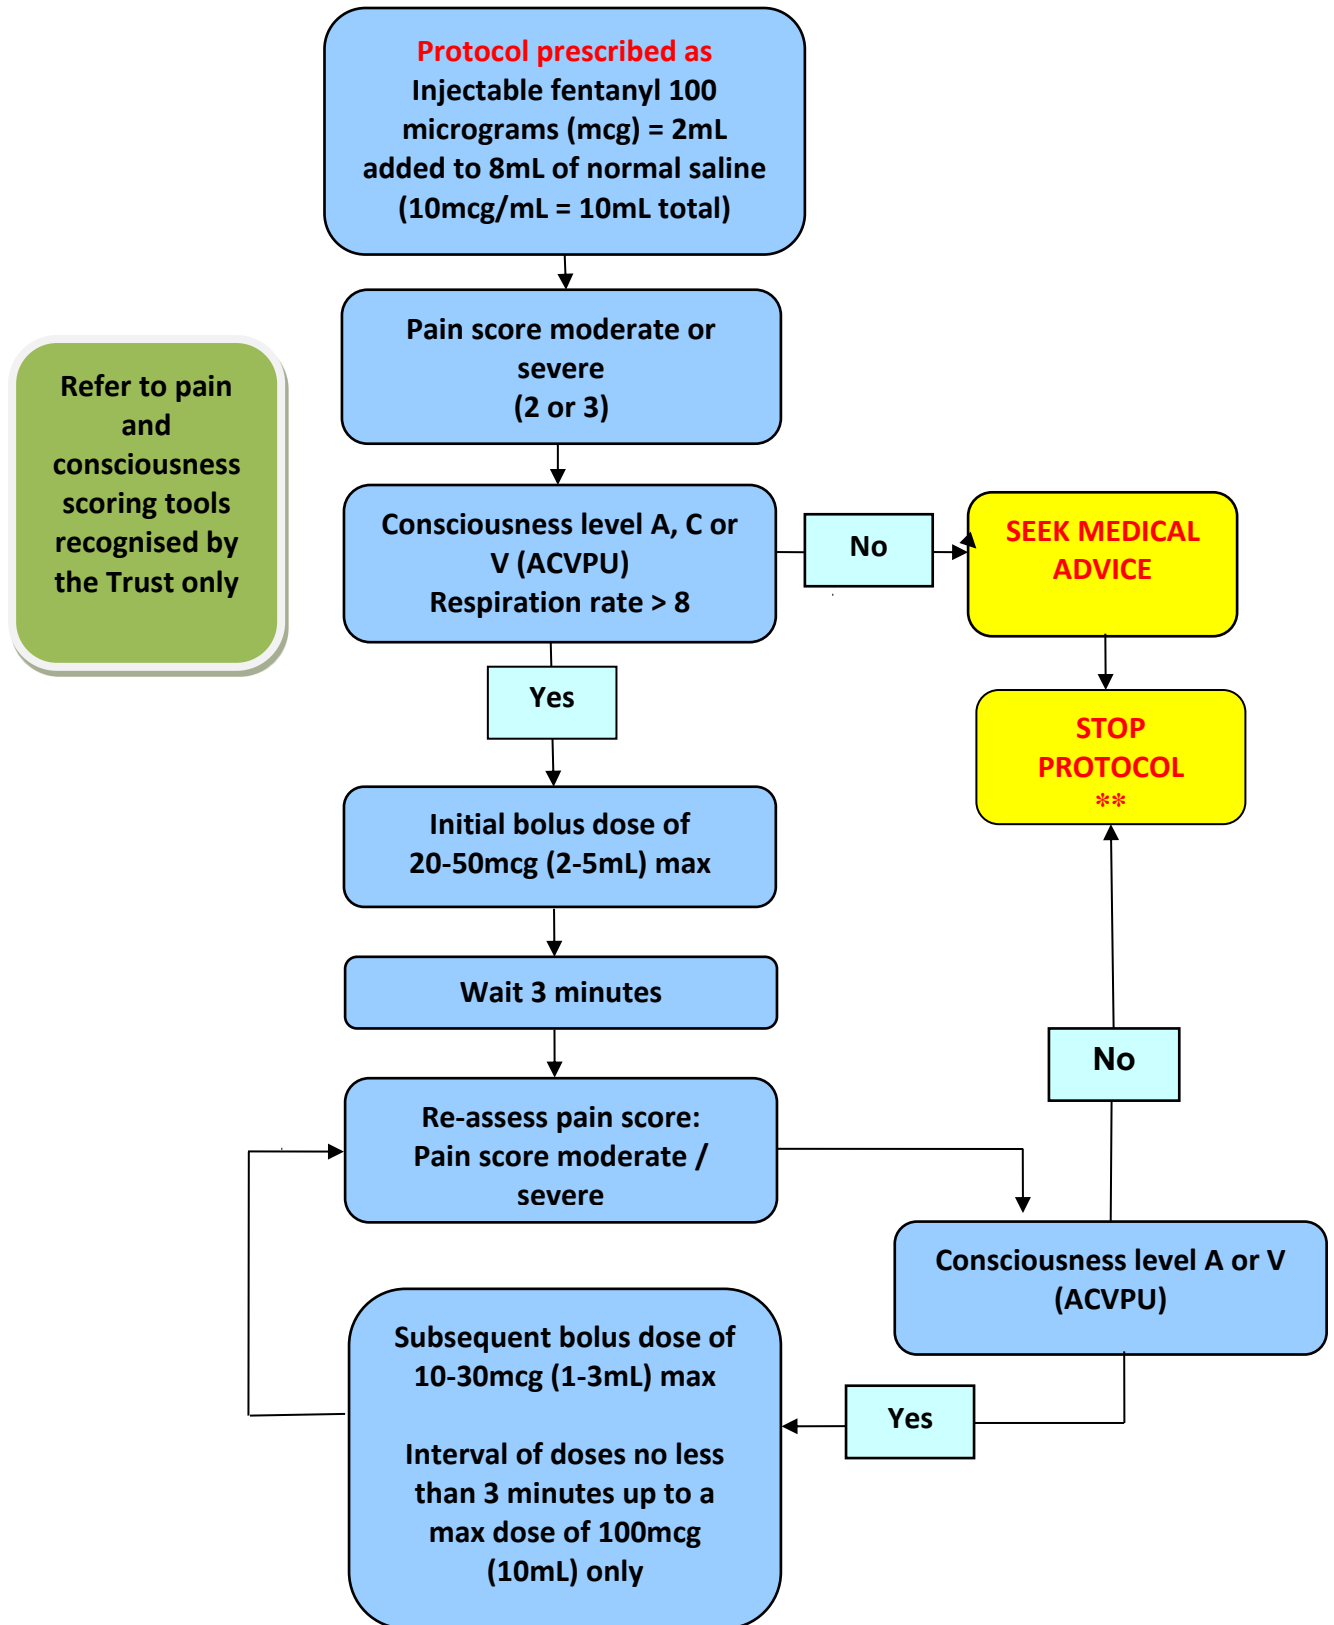 Protocol prescribed as
Injectable fentanyl 100
micrograms (mcg) = 2mL
added to 8mL of normal saline
(10mcg/mL = 10mL total)
Pain score moderate or
severe
(2 or 3)
Refer to pain
and
consciousness
scoring tools
recognised by
the Trust only
Consciousness level A, C or
V (ACVPU)
Respiration rate > 8
No
SEEK MEDICAL
ADVICE
Yes
STOP
PROTOCOL
**
Initial bolus dose of
20-50mcg (2-5mL) max
Wait 3 minutes
No
Re-assess pain score:
Pain score moderate /
severe
Consciousness level A or V
(ACVPU)
Yes
Subsequent bolus dose of
10-30mcg (1-3mL) max
Interval of doses no less
than 3 minutes up to a
max dose of 100mcg
(10mL) only